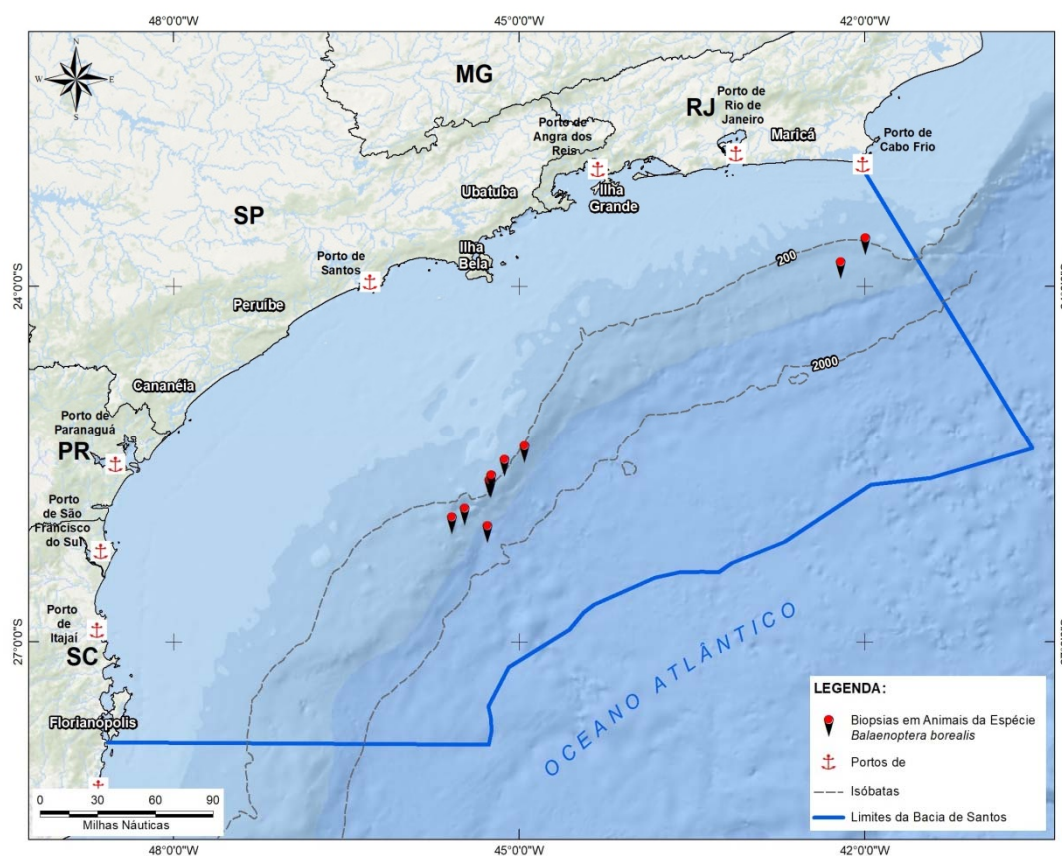 48°0'0"W
45°0'0"W
42°0'0"W
N
W
E
S
MG
RJ
Porto de
Rio de
Janeiro
Maricá
Porto de
Cabo Frio
Porto de
Angra dos
Reis
Ubatuba
Ilha
Grande
SP
Ilha
Bela
Porto de
Santos
200
24°0'0"S
Peruíbe
2000
Cananéia
Porto de
Paranaguá
PR
Porto
de São
Francisco
do Sul
Porto
de
Itajaí
27°0'0"S
SC
Florianópolis
OCEANO ATLÂNTICO
LEGENDA:
Biopsias em Animais da Espécie
Balaenoptera borealis
Portos de
Isóbatas
Limites da Bacia de Santos
0 30 60 90
Milhas Náuticas
48°0'0"W
45°0'0"W
42°0'0"W